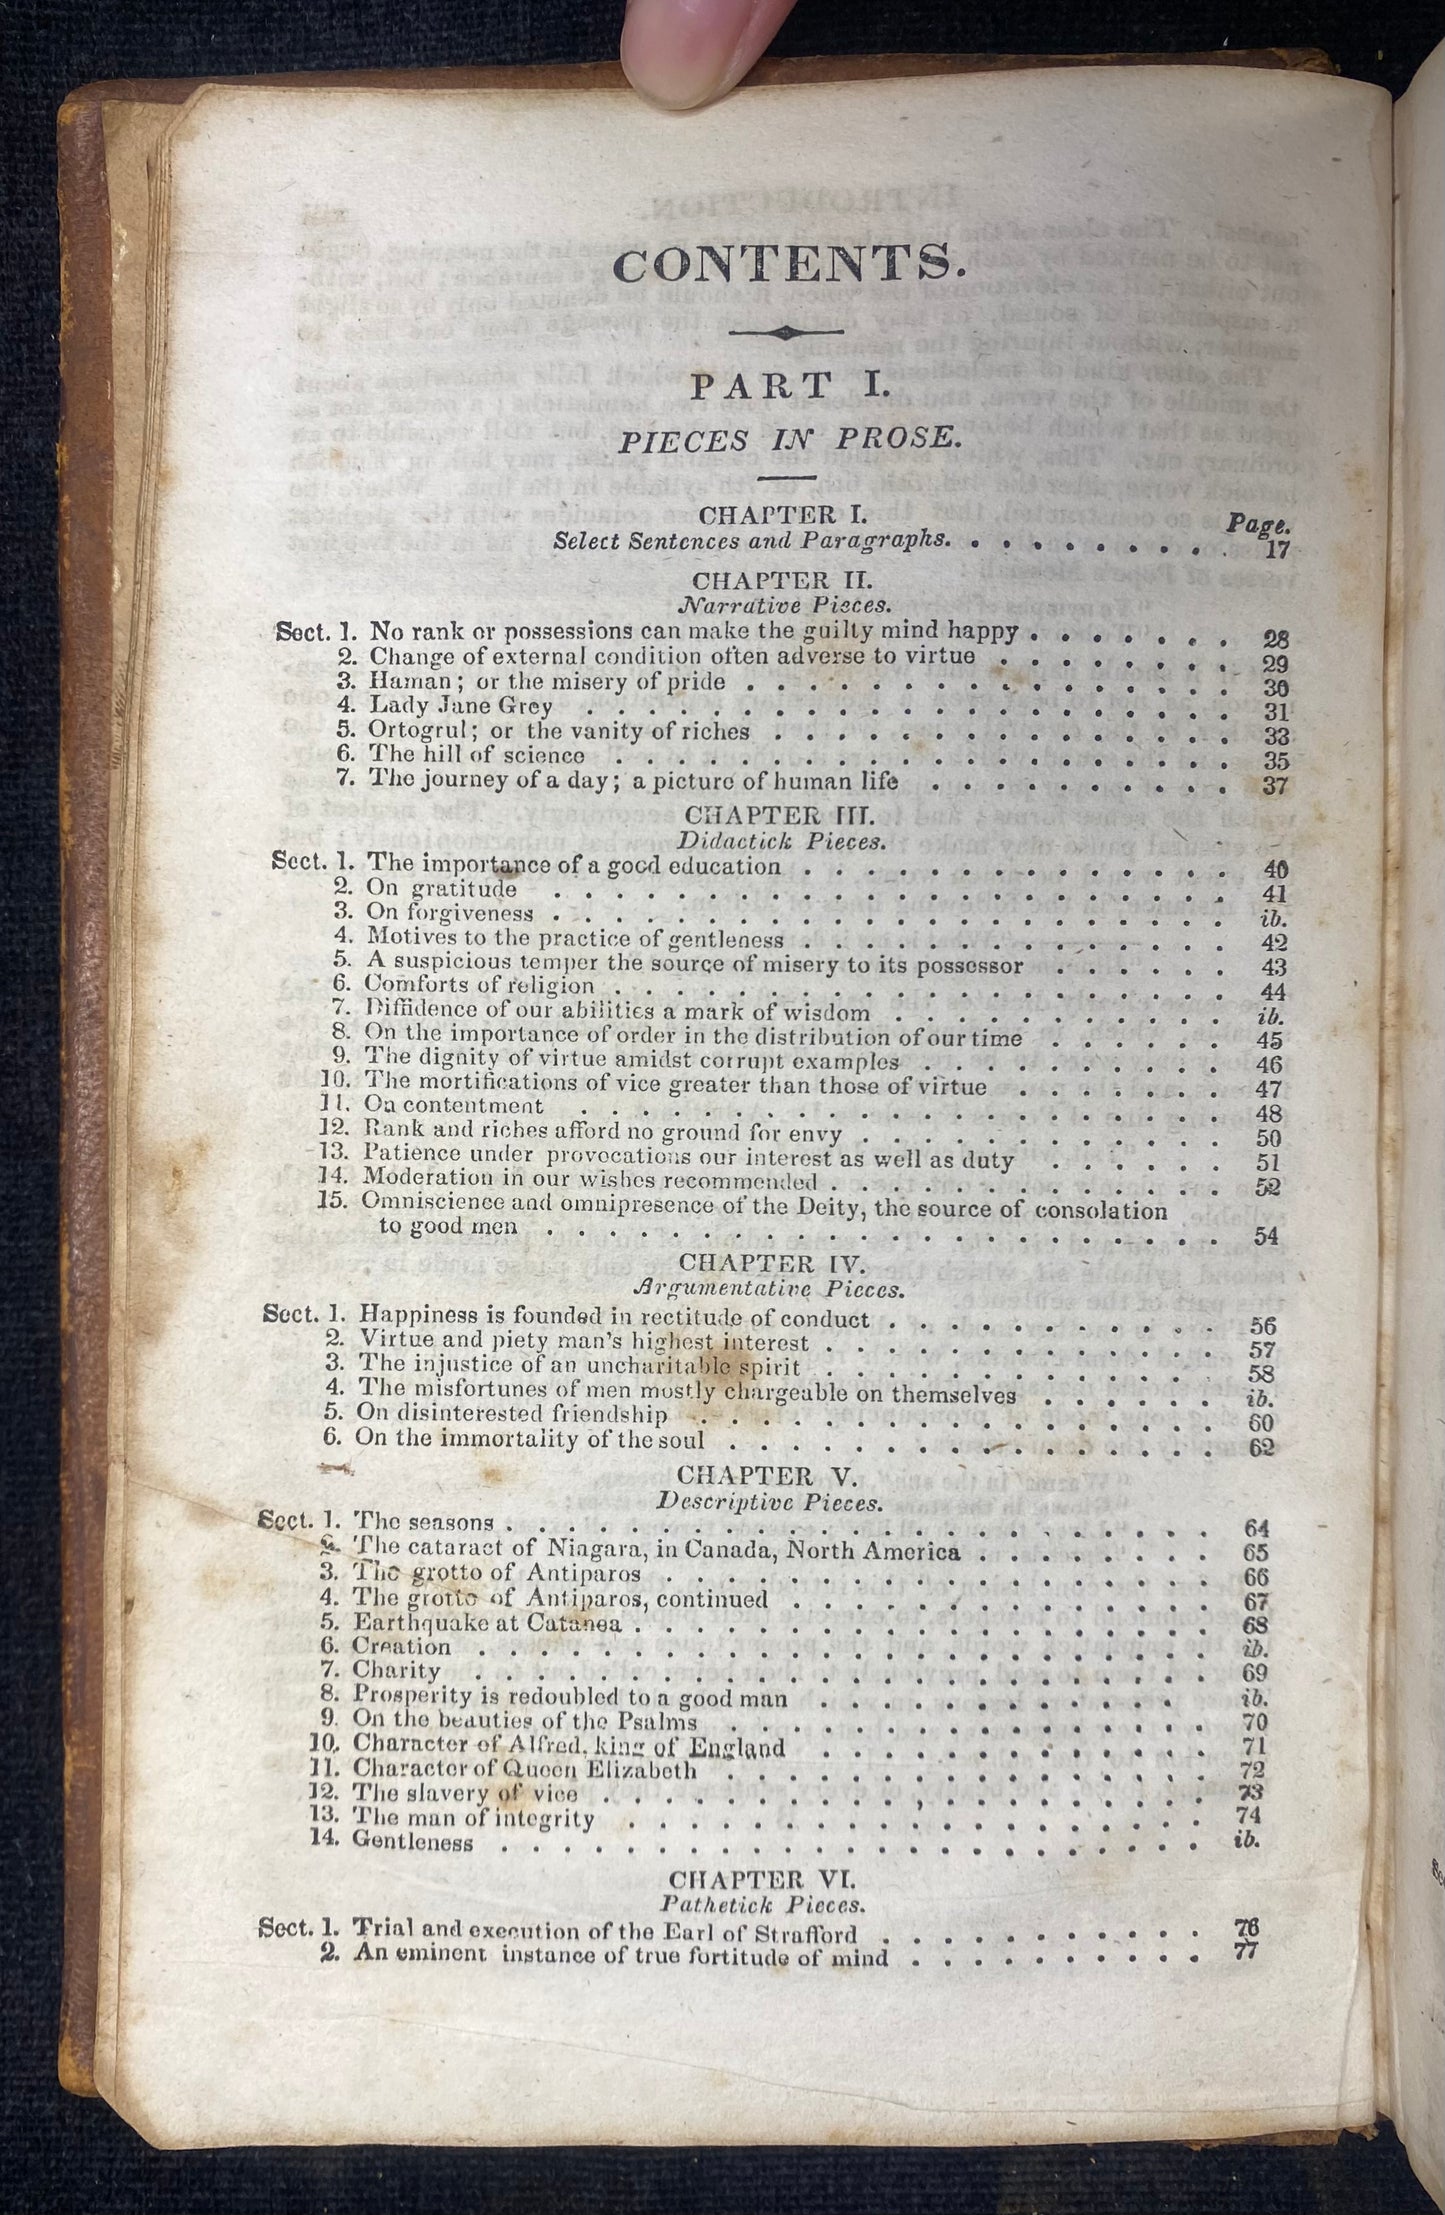 CONTENTS.
PART I.
PIECES IN PROSE.
CHAPTER I.
Page.
Select Sentences and Paragraphs. . . . . . . . . . 17
CHAPTER II.
Narrative Pieces.
Sect. 1. No rank or possessions can make the guilty mind happy . . . . . . . 28
2. Change of external condition often adverse to virtue . . . . . . . . 29
3. Haman; or the misery of pride . . . . . . . . . . . . . . . . 30
4. Lady Jane Grey . . . . . . . . . . . . . . . . . . . . . 31
5. Ortogrul; or the vanity of riches . . . . . . . . . . . . . . . 33
6. The hill of science . . . . . . . . . . . . . . . . . . . . 35
7. The journey of a day; a picture of human life . . . . . . . . . . 37
CHAPTER III.
Didactick Pieces.
Sect. 1. The importance of a good education . . . . . . . . . . . . . . 40
2. On gratitude . . . . . . . . . . . . . . . . . . . . . . 41
3. On forgiveness . . . . . . . . . . . . . . . . . . . . . . ib.
4. Motives to the practice of gentleness . . . . . . . . . . . . . . 42
5. A suspicious temper the source of misery to its possessor . . . . . . 43
6. Comforts of religion . . . . . . . . . . . . . . . . . . . . 44
7. Diffidence of our abilities a mark of wisdom . . . . . . . . . . . ib.
8. On the importance of order in the distribution of our time . . . . . . 45
9. The dignity of virtue amidst corrupt examples . . . . . . . . . . 46
10. The mortifications of vice greater than those of virtue . . . . . . . 47
11. On contentment . . . . . . . . . . . . . . . . . . . . . 48
12. Rank and riches afford no ground for envy . . . . . . . . . . . . 50
13. Patience under provocations our interest as well as duty . . . . . . 51
14. Moderation in our wishes recommended . . . . . . . . . . . . . 52
15. Omniscience and omnipresence of the Deity, the source of consolation
to good men . . . . . . . . . . . . . . . . . . . . . . 54
CHAPTER IV.
Argumentative Pieces.
Sect. 1. Happiness is founded in rectitude of conduct . . . . . . . . . . . 56
2. Virtue and piety man's highest interest . . . . . . . . . . . . . 57
3. The injustice of an uncharitable spirit . . . . . . . . . . . . . 58
4. The misfortunes of men mostly chargeable on themselves . . . . . . ib.
5. On disinterested friendship . . . . . . . . . . . . . . . . . 60
6. On the immortality of the soul . . . . . . . . . . . . . . . . 62
CHAPTER V.
Descriptive Pieces.
Sect. 1. The seasons . . . . . . . . . . . . . . . . . . . . . . . 64
2. The cataract of Niagara, in Canada, North America . . . . . . . . 65
3. The grotto of Antiparos . . . . . . . . . . . . . . . . . . 66
4. The grotto of Antiparos, continued . . . . . . . . . . . . . . 67
5. Earthquake at Catanea . . . . . . . . . . . . . . . . . . . 68
6. Creation . . . . . . . . . . . . . . . . . . . . . . . . ib.
7. Charity . . . . . . . . . . . . . . . . . . . . . . . . 69
8. Prosperity is redoubled to a good man . . . . . . . . . . . . ib.
9. On the beauties of the Psalms . . . . . . . . . . . . . . . . 70
10. Character of Alfred, king of England . . . . . . . . . . . . . 71
11. Character of Queen Elizabeth . . . . . . . . . . . . . . . . 72
12. The slavery of vice . . . . . . . . . . . . . . . . . . . . 73
13. The man of integrity . . . . . . . . . . . . . . . . . . . 74
14. Gentleness . . . . . . . . . . . . . . . . . . . . . . . ib.
CHAPTER VI.
Pathetick Pieces.
Sect. 1. Trial and execution of the Earl of Strafford . . . . . . . . . . . 76
2. An eminent instance of true fortitude of mind . . . . . . . . . . 77